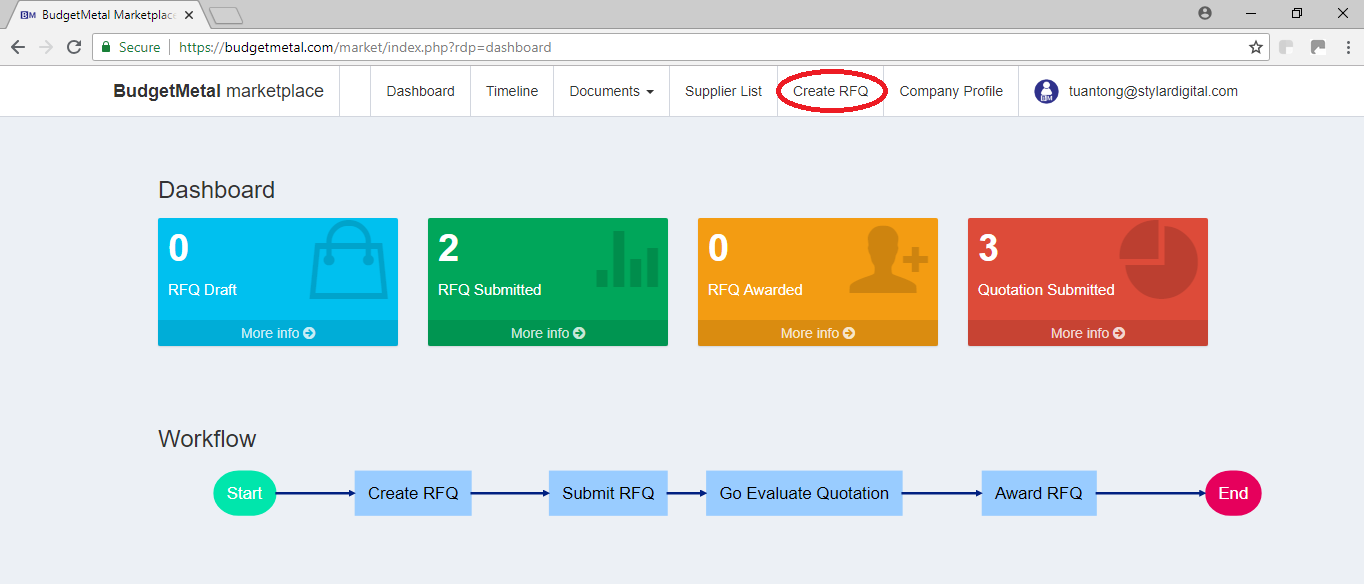 BM BudgetMetal Marketplac
Secure https://budgetmetal.com/market/index.php?rdp=dashboard
BudgetMetal marketplace Dashboard Timeline Documents Supplier List Create RFQ Company Profile BM tuantong@stylardigital.com
Dashboard
0 2 0 3
RFQ Draft RFQ Submitted RFQ Awarded Quotation Submitted
More info More info More info More info
Workflow
Start Create RFQ Submit RFQ Go Evaluate Quotation Award RFQ End